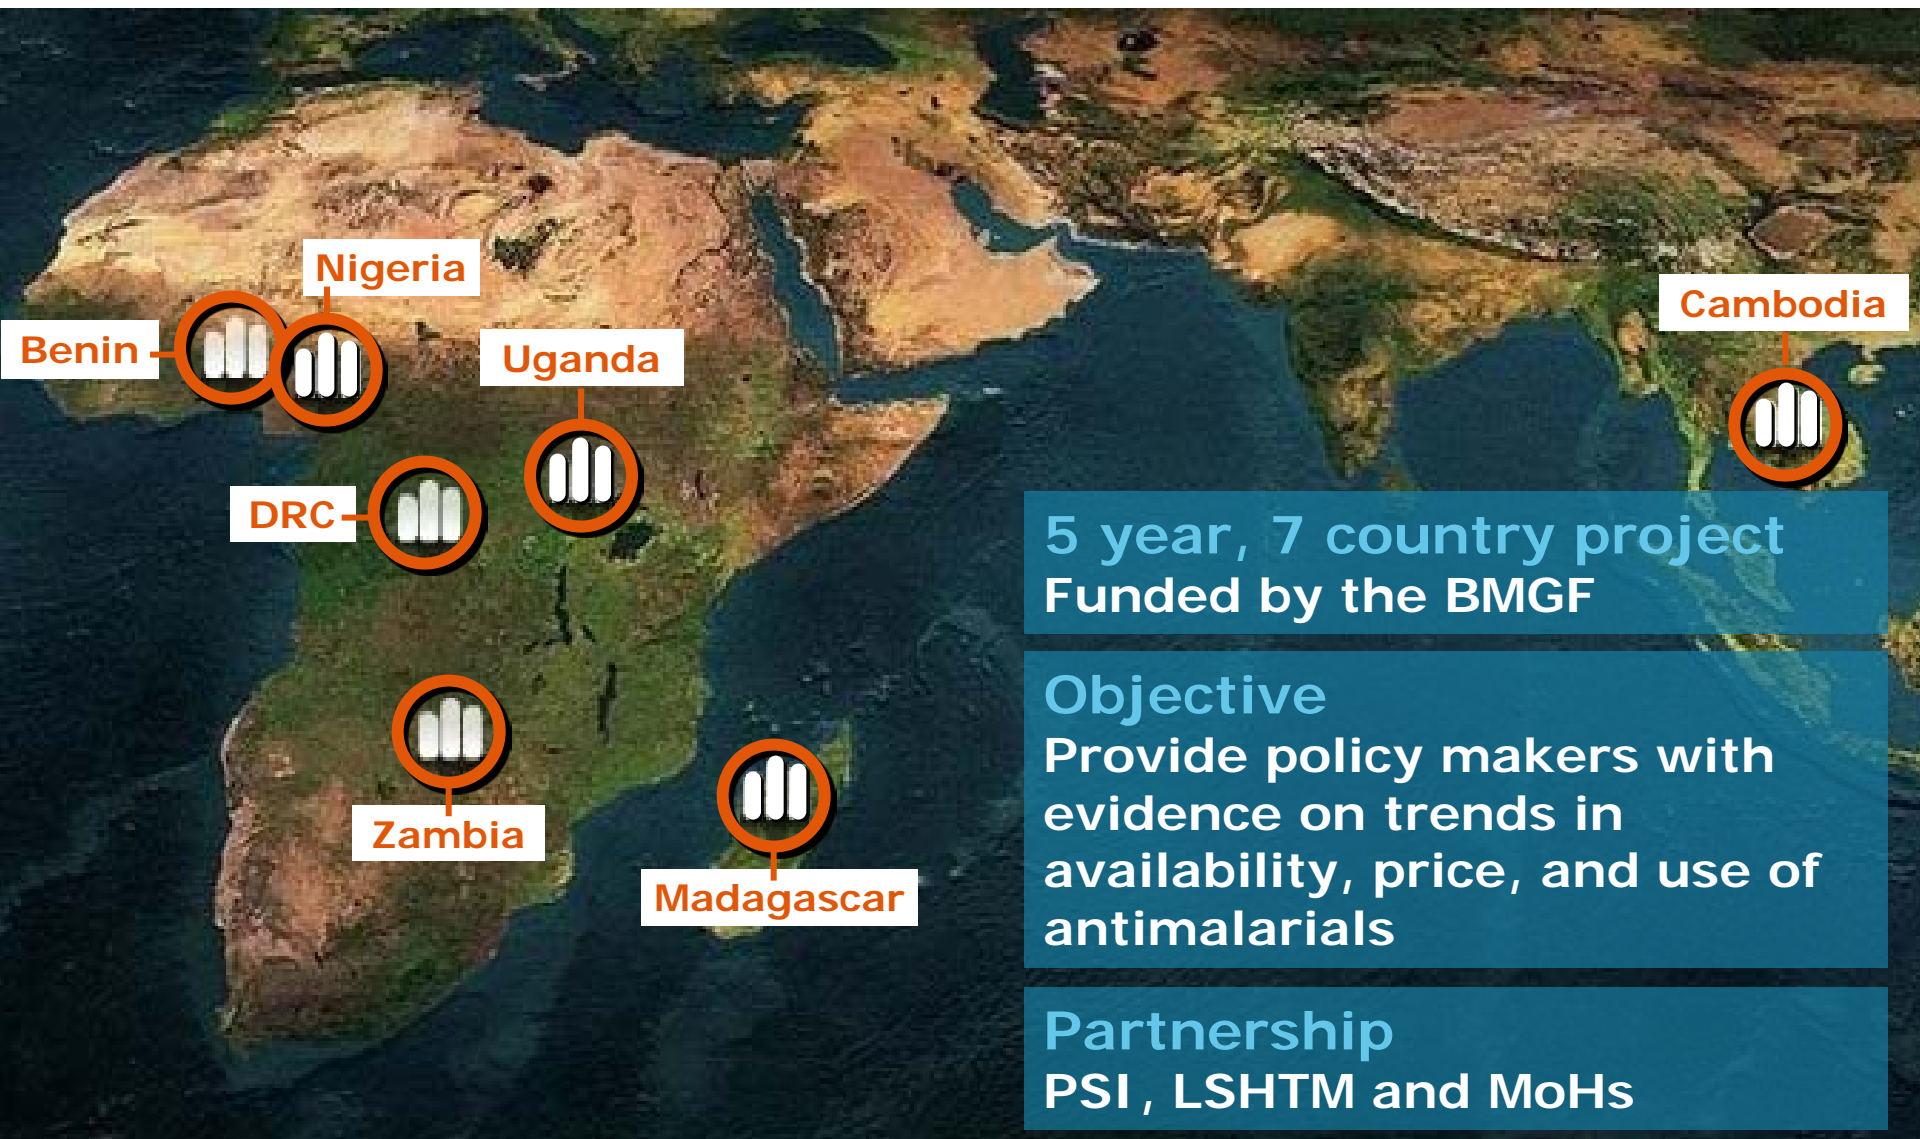 Nigeria
Benin
Uganda
Cambodia
DRC
Zambia
Madagascar
5 year, 7 country project
Funded by the BMGF
Objective
Provide policy makers with
evidence on trends in
availability, price, and use of
antimalarials
Partnership
PSI, LSHTM and MoHs